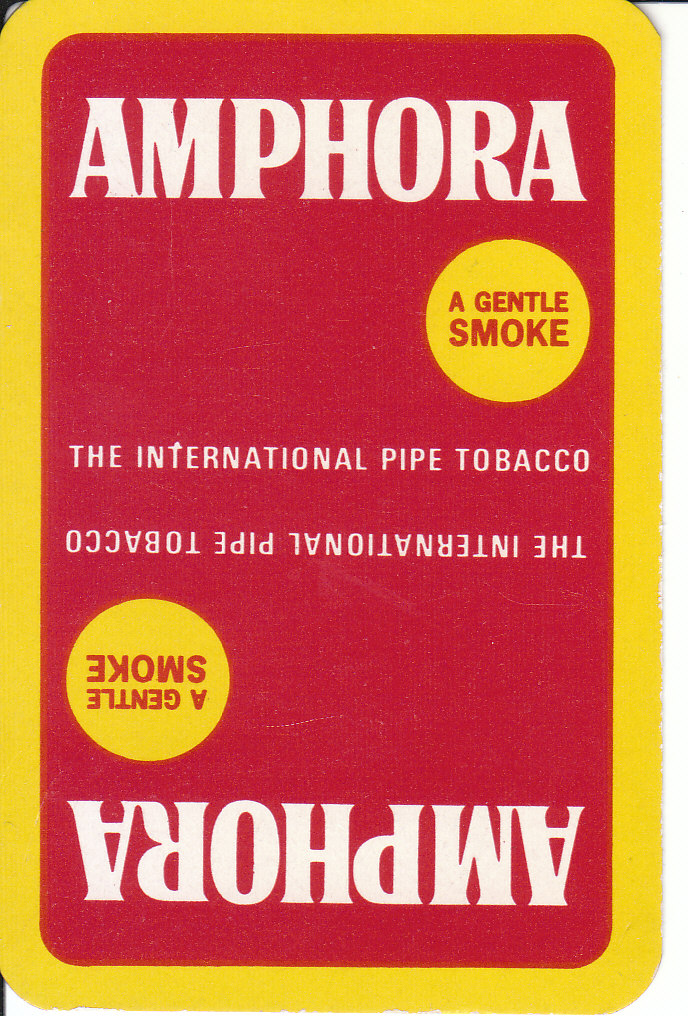 AMPHORA
A GENTLE
SMOKE
THE INTERNATIONAL PIPE TOBACCO
THE INTERNATIONAL PIPE TOBACCO
A GENTLE
SMOKE
AMPHORA